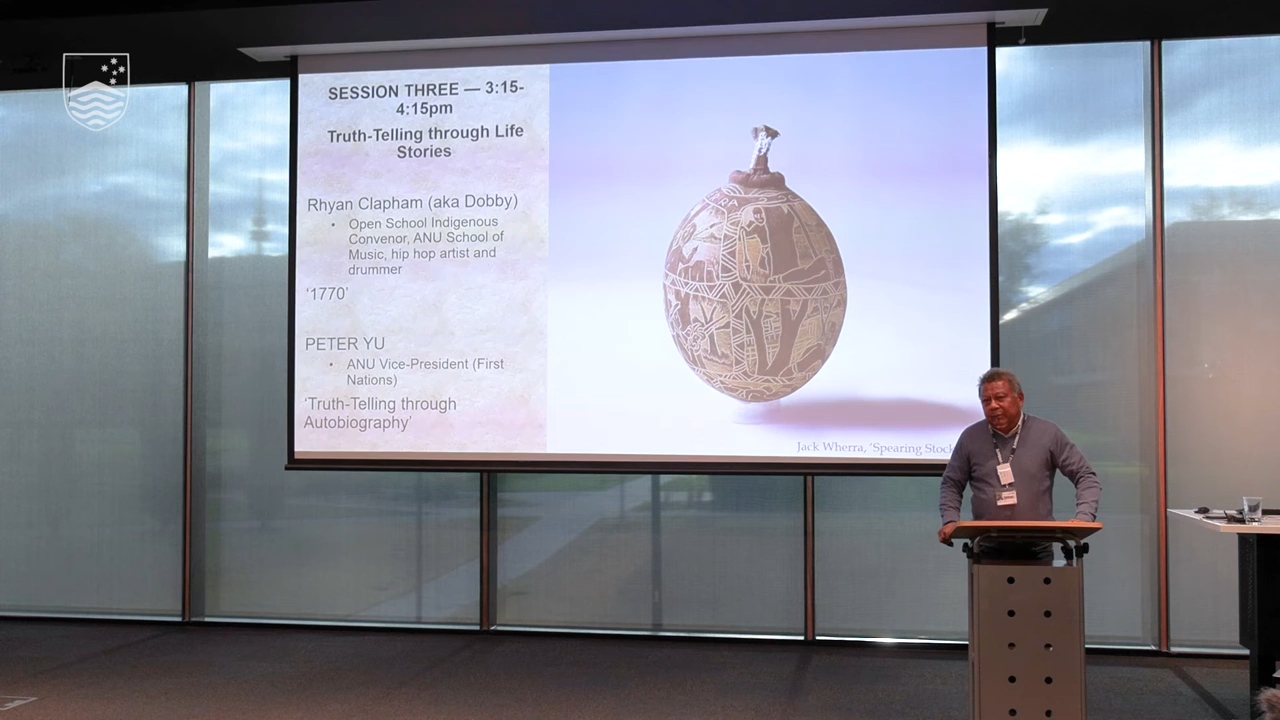 SESSION THREE — 3:15-
4:15pm
Truth-Telling through Life
Stories
Rhyan Clapham (aka Dobby)
• Open School Indigenous
Convenor, ANU School of
Music, hip hop artist and
drummer
‘1770’
PETER YU
• ANU Vice-President (First
Nations)
‘Truth-Telling through
Autobiography’
Jack Wherra, ‘Spearing Stock